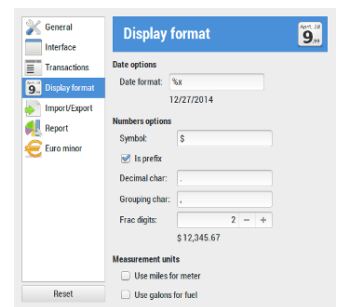 General
Interface
Transactions
Display format
Import/Export
Report
Euro minor
Reset
Display format
April, 28
9
Date options
Date format: %x
12/27/2014
Numbers options
Symbol: $
Is prefix
Decimal char: .
Grouping char: ,
Frac digits: 2 − +
$ 12,345.67
Measurement units
Use miles for meter
Use galons for fuel